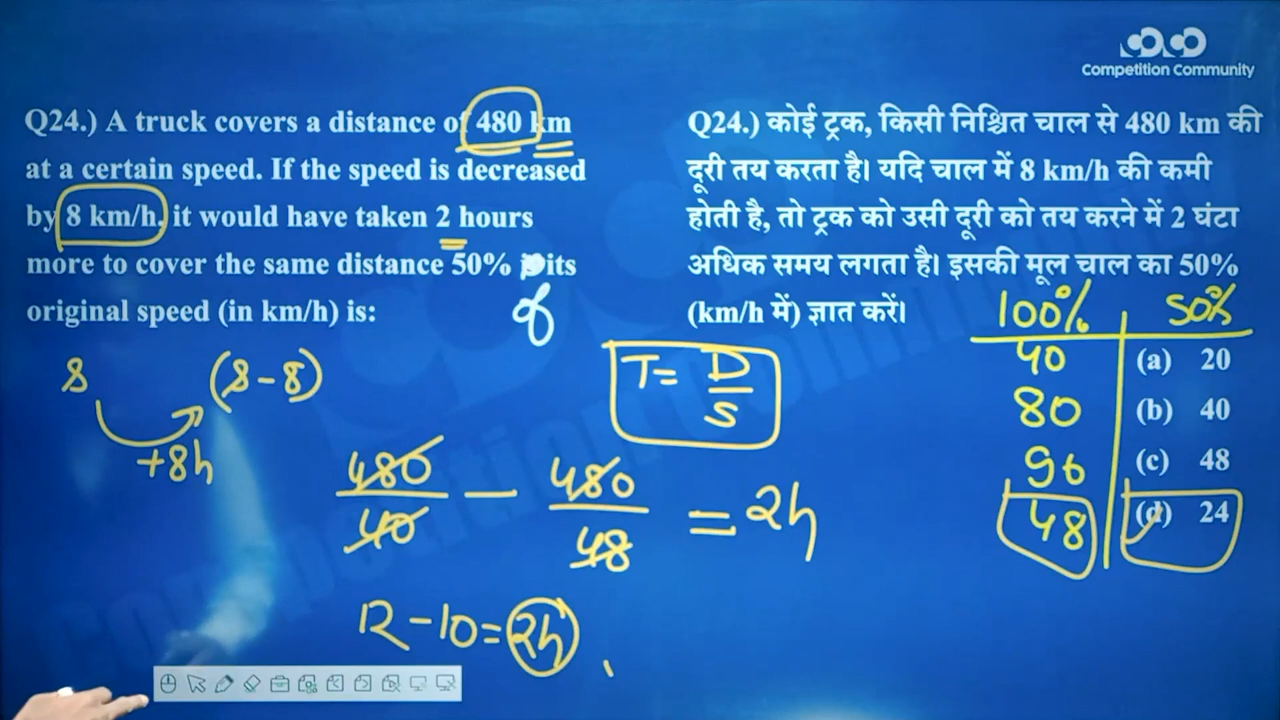 Competition Community
Q24.) A truck covers a distance of 480 km
at a certain speed. If the speed is decreased
by 8 km/h, it would have taken 2 hours
more to cover the same distance 50% its
original speed (in km/h) is:
of
Q24.) कोई ट्रक, किसी निश्चित चाल से 480 km की
दूरी तय करता है। यदि चाल में 8 km/h की कमी
होती है, तो ट्रक को उसी दूरी को तय करने में 2 घंटा
अधिक समय लगता है। इसकी मूल चाल का 50%
(km/h में) ज्ञात करें।
100% 50%
40 (a) 20
80 (b) 40
96 (c) 48
48 (d) 24
8 (8-8)
+8h
T= D
S
480 - 480 = 2h
40 48
12-10=2h